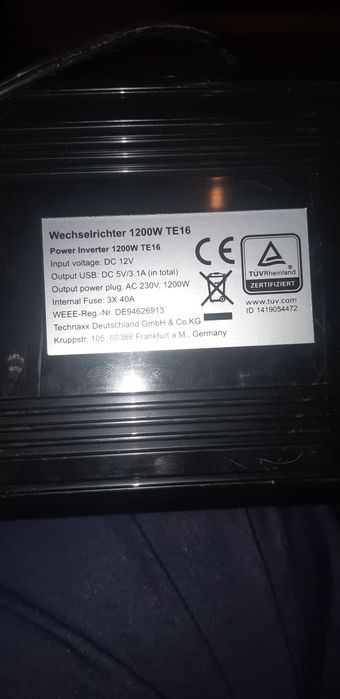 Wechselrichter 1200W TE16
Power Inverter 1200W TE16
Input voltage: DC 12V
Output USB: DC 5V/3.1A (in total)
Output power plug. AC 230V, 1200W
Internal Fuse: 3X 40A
WEEE-Reg.-Nr. DE94626913
Technaxx Deutschland GmbH & Co.KG
Kruppstr. 105, 60388 Frankfurt a.M., Germany
CE
TÜVRheinland
ZERTIFIZIERT
www.tuv.com
ID 1419054472